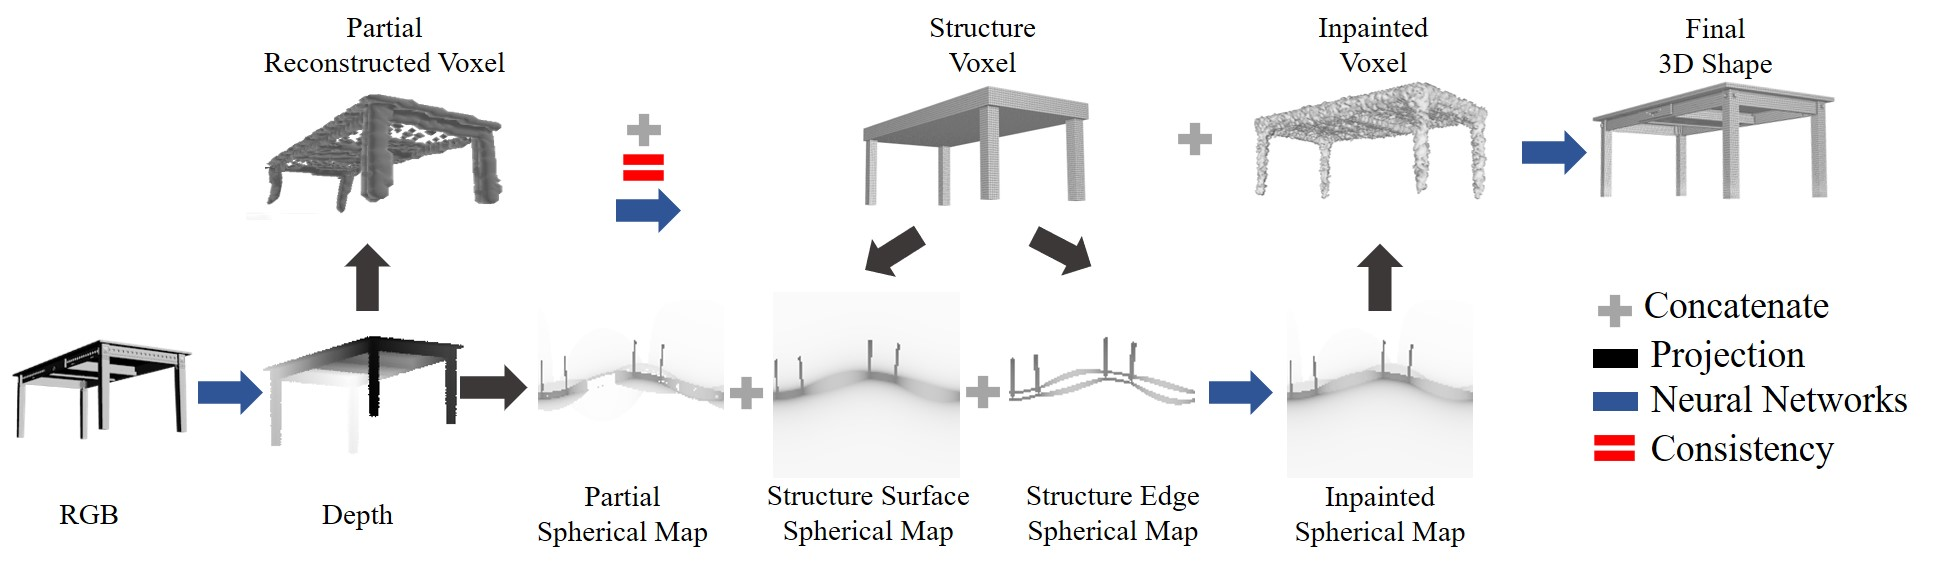 Partial
Reconstructed Voxel
Structure
Voxel
Inpainted
Voxel
Final
3D Shape
Concatenate
Projection
Neural Networks
Consistency
RGB
Depth
Partial
Spherical Map
Structure Surface
Spherical Map
Structure Edge
Spherical Map
Inpainted
Spherical Map